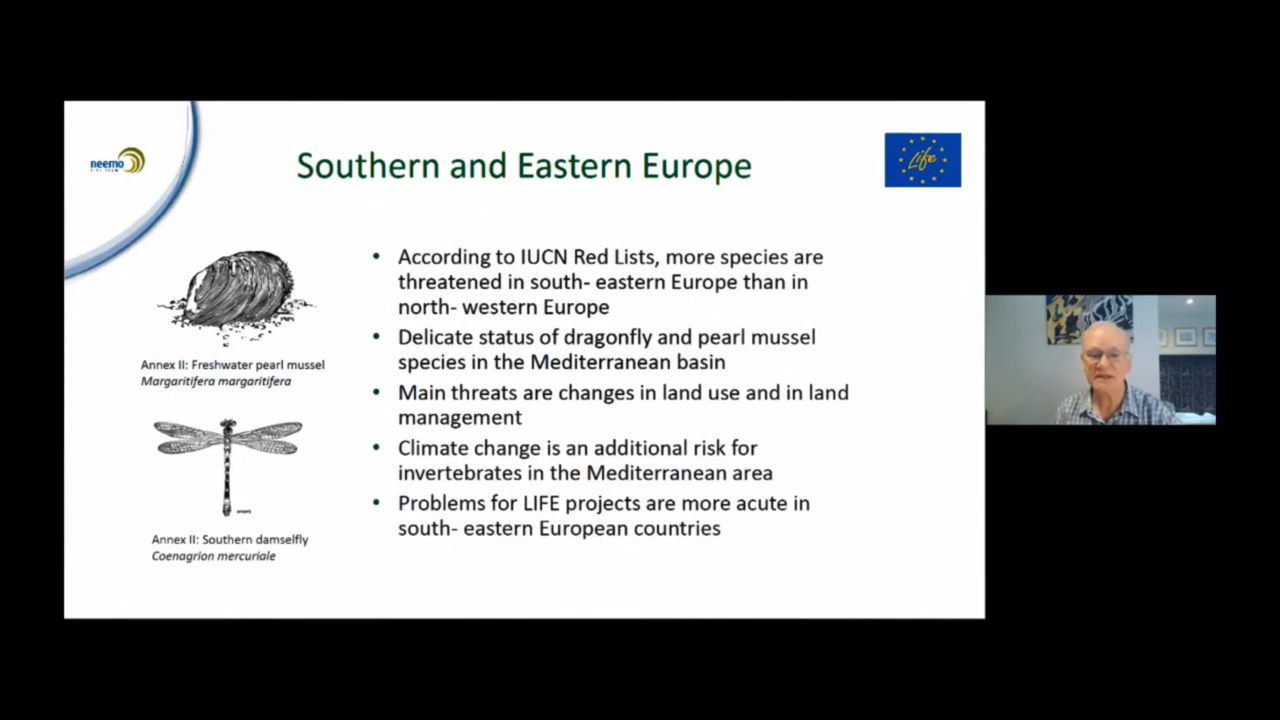 neemo
Life
Southern and Eastern Europe
• According to IUCN Red Lists, more species are
threatened in south- eastern Europe than in
north- western Europe
• Delicate status of dragonfly and pearl mussel
species in the Mediterranean basin
• Main threats are changes in land use and in land
management
• Climate change is an additional risk for
invertebrates in the Mediterranean area
• Problems for LIFE projects are more acute in
south- eastern European countries
Annex II: Freshwater pearl mussel
Margaritifera margaritifera
Annex II: Southern damselfly
Coenagrion mercuriale